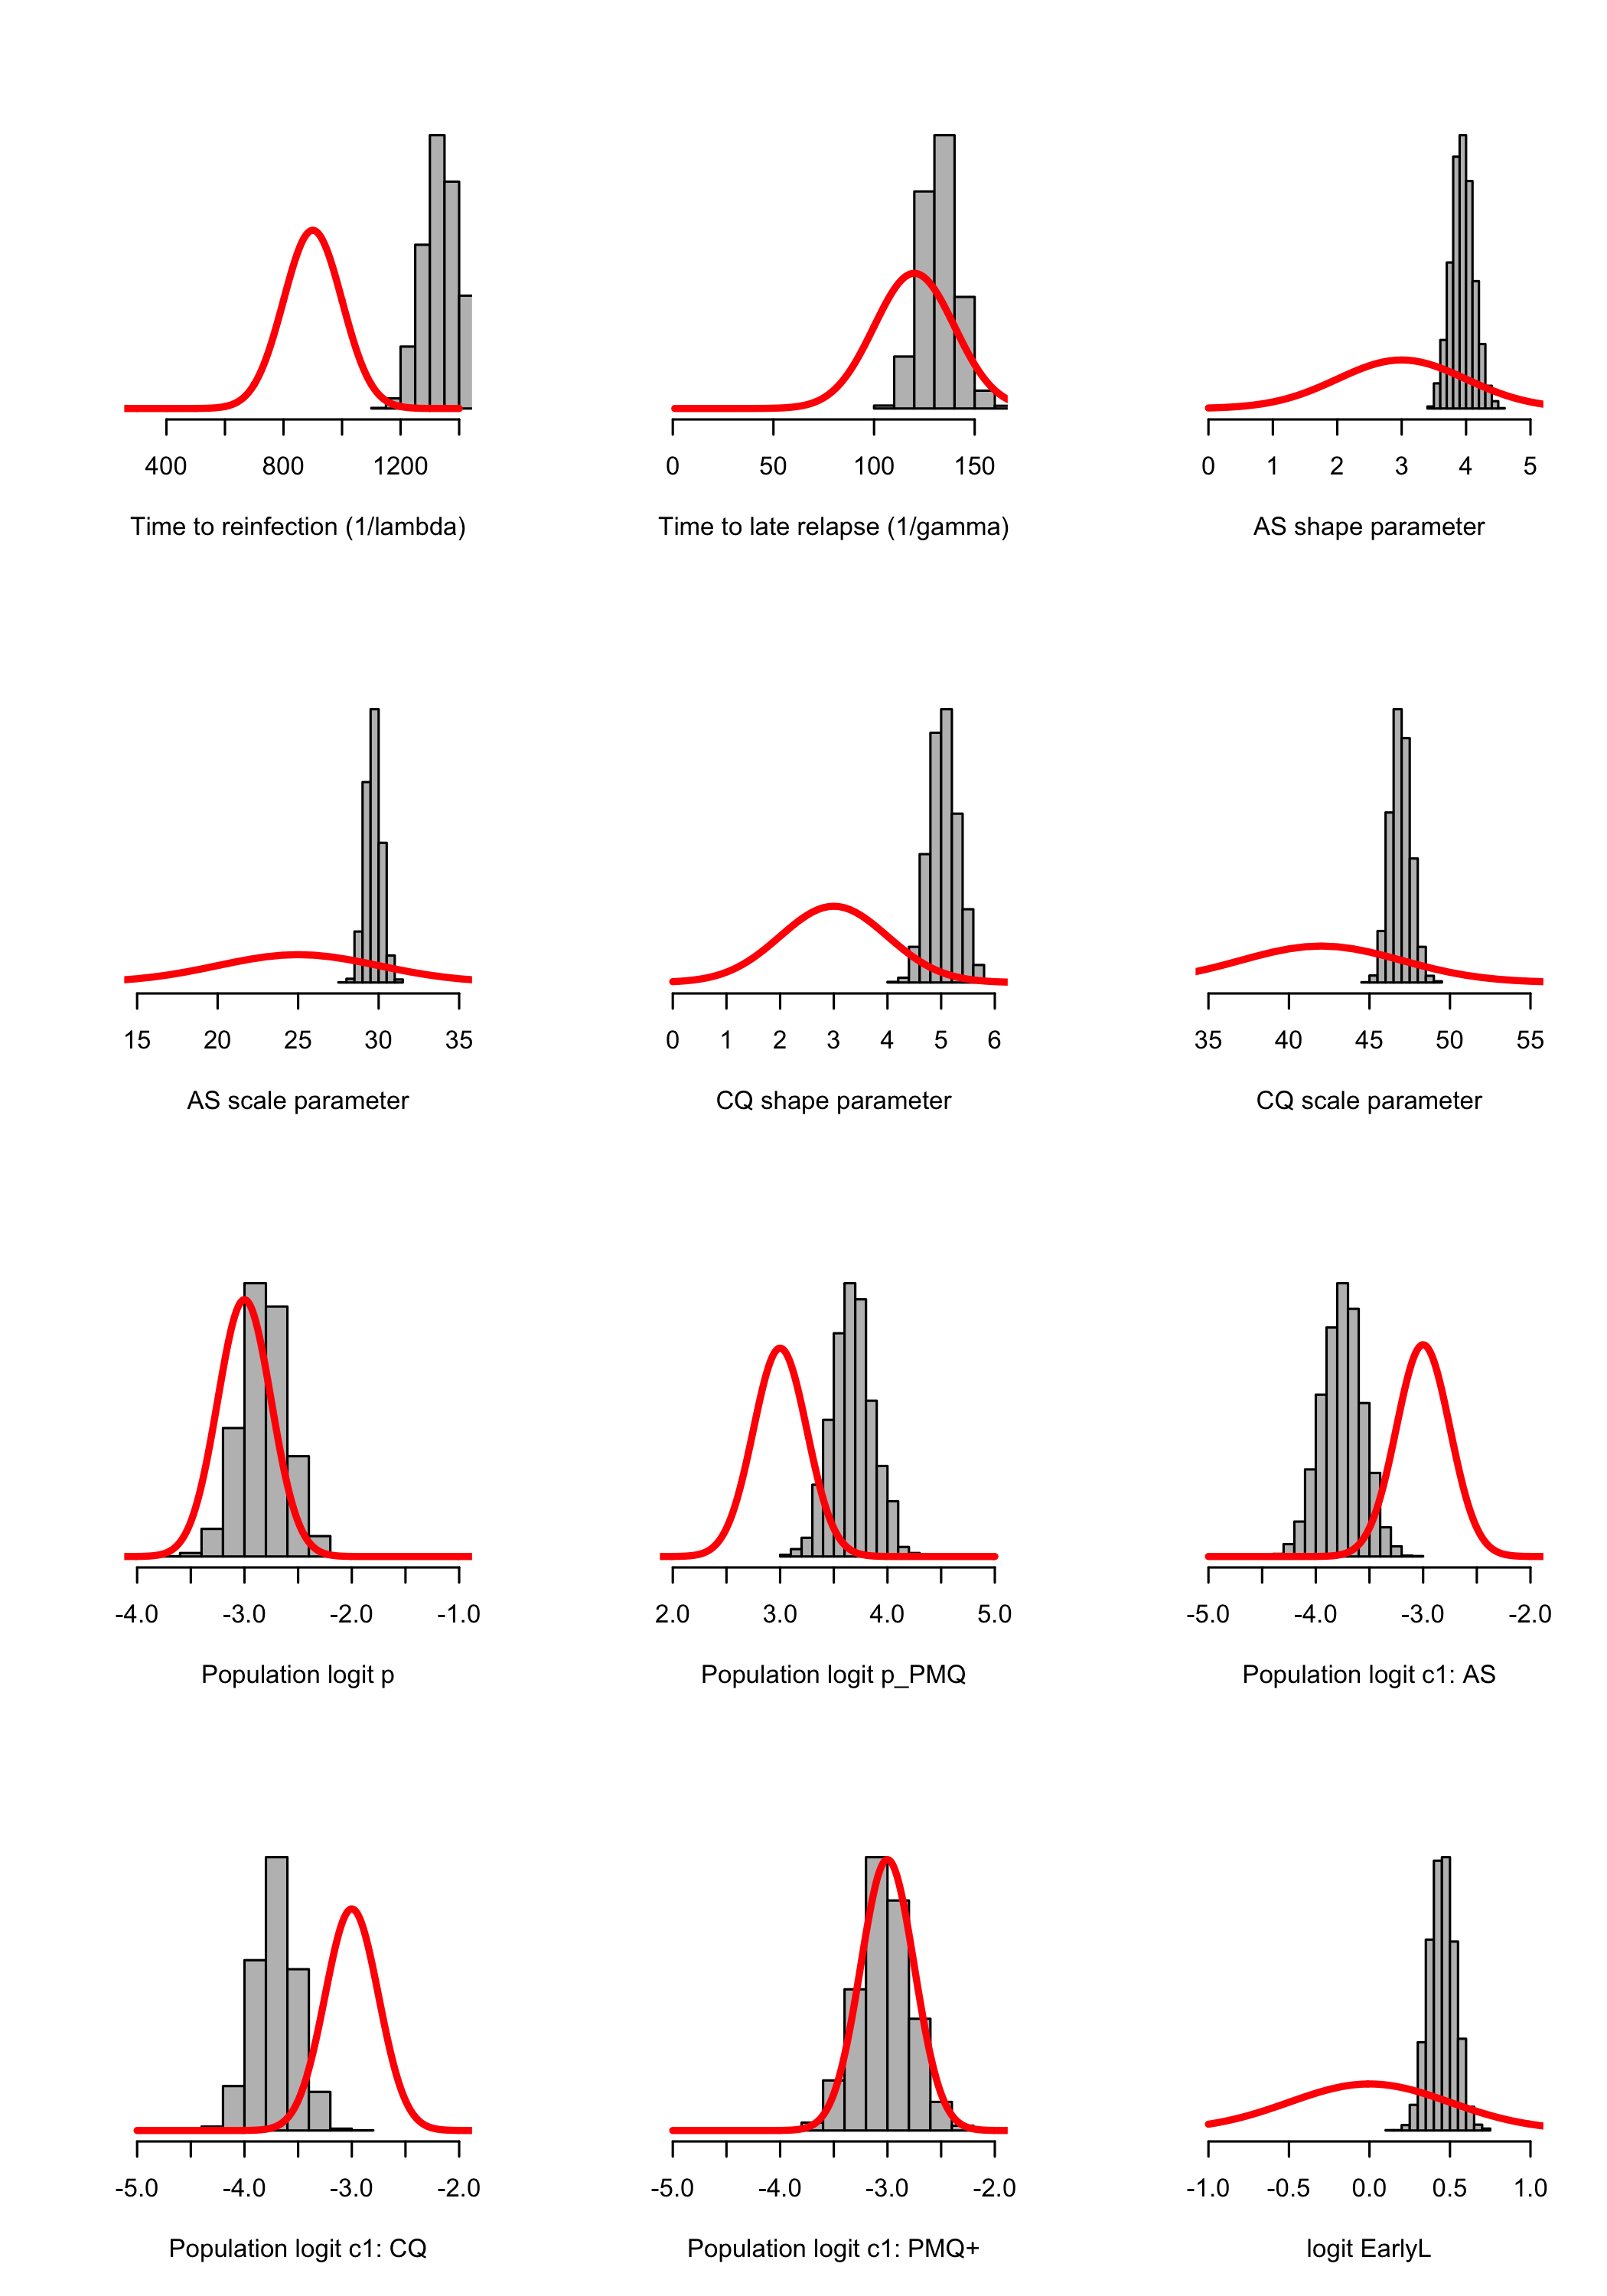 400 800 1200
Time to reinfection (1/lambda)
0 50 100 150
Time to late relapse (1/gamma)
0 1 2 3 4 5
AS shape parameter
15 20 25 30 35
AS scale parameter
0 1 2 3 4 5 6
CQ shape parameter
35 40 45 50 55
CQ scale parameter
-4.0 -3.0 -2.0 -1.0
Population logit p
2.0 3.0 4.0 5.0
Population logit p_PMQ
-5.0 -4.0 -3.0 -2.0
Population logit c1: AS
-5.0 -4.0 -3.0 -2.0
Population logit c1: CQ
-5.0 -4.0 -3.0 -2.0
Population logit c1: PMQ+
-1.0 -0.5 0.0 0.5 1.0
logit EarlyL